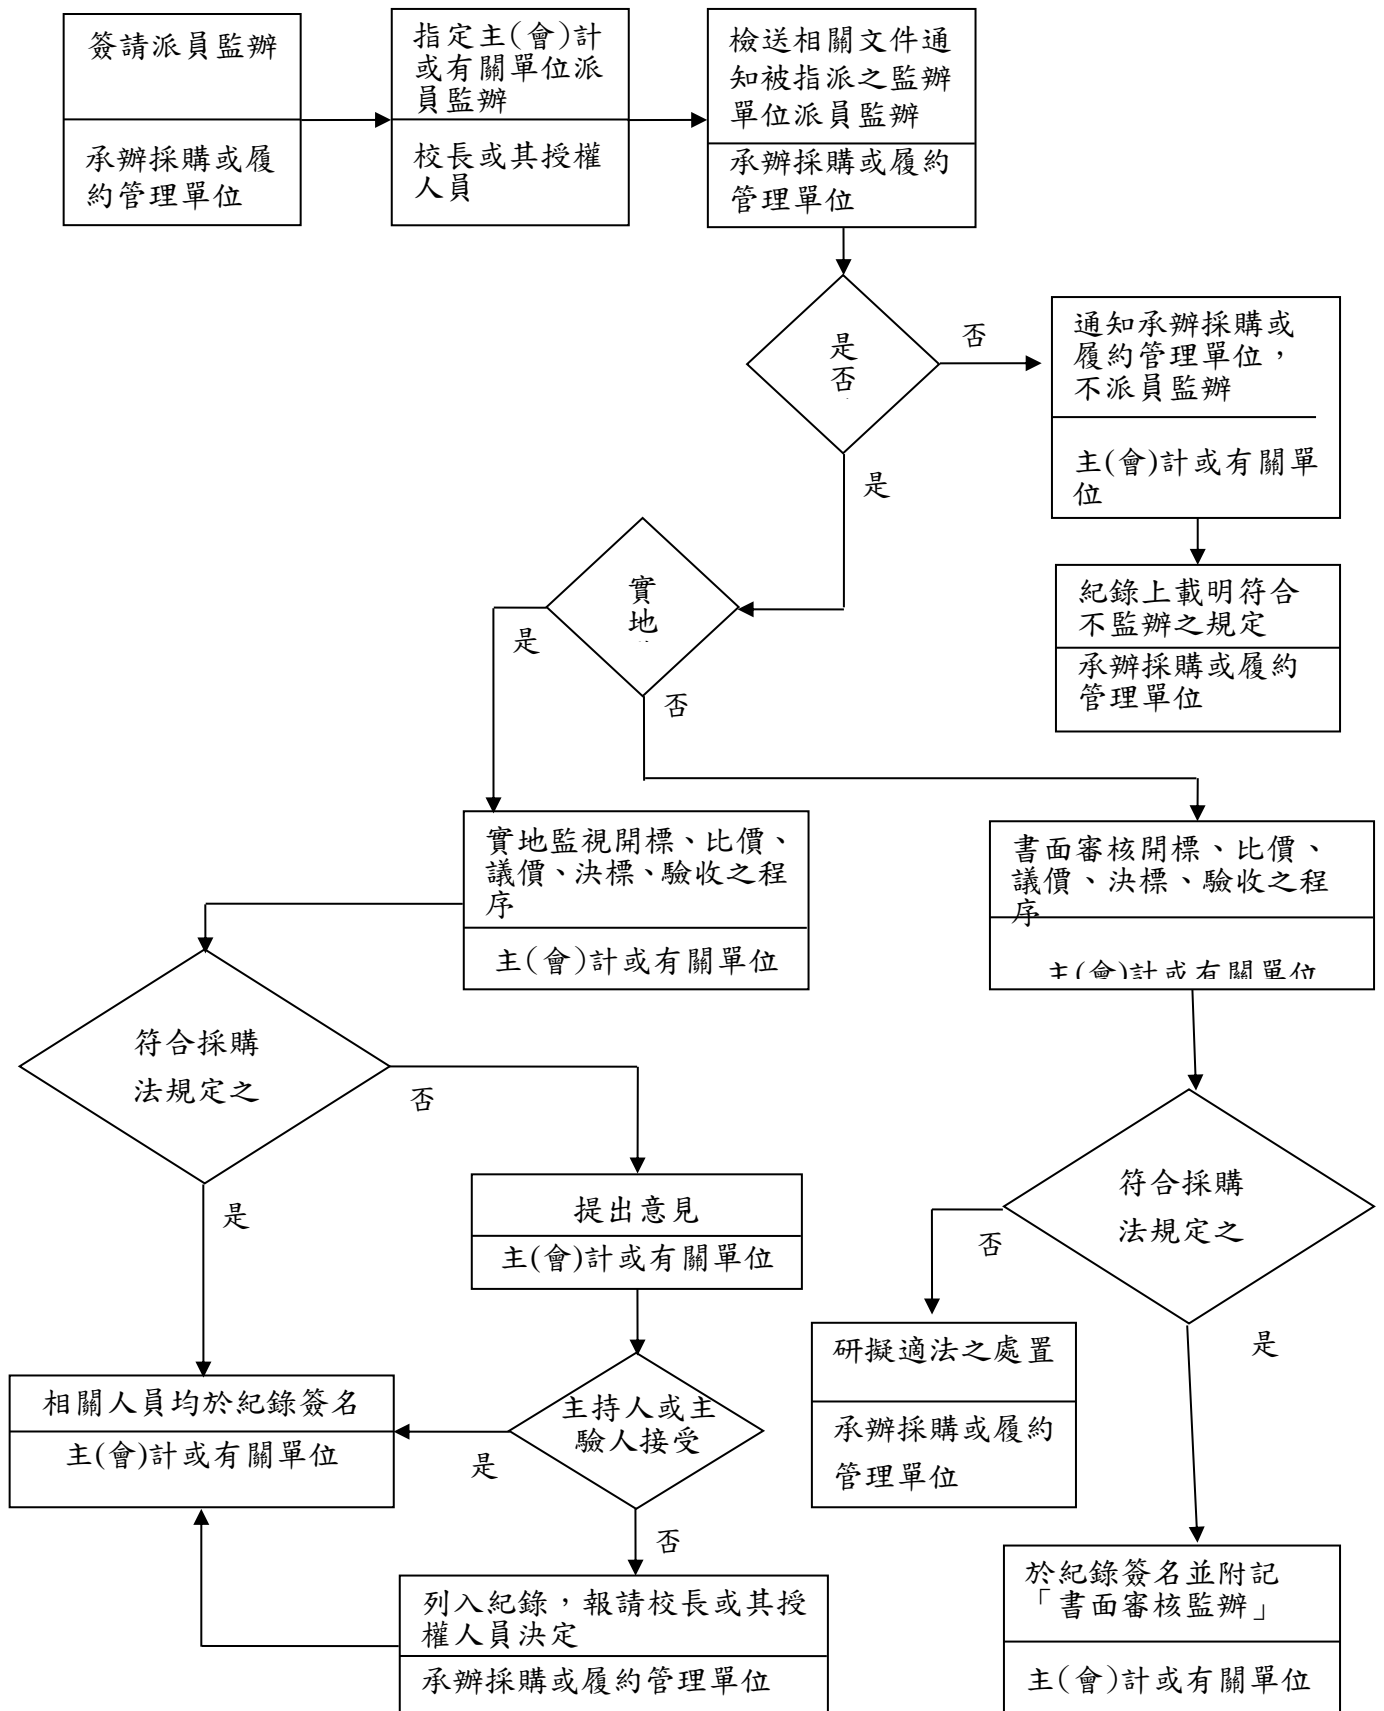 簽請派員監辦
承辦採購或履
約管理單位
指定主(會)計
或有關單位派
員監辦
校長或其授權
人員
檢送相關文件通
知被指派之監辦
單位派員監辦
承辦採購或履約
管理單位
是
否
否
通知承辦採購或
履約管理單位，
不派員監辦
主(會)計或有關單
位
是
紀錄上載明符合
不監辦之規定
承辦採購或履約
管理單位
實
地
是
否
實地監視開標、比價、
議價、決標、驗收之程
序
主(會)計或有關單位
書面審核開標、比價、
議價、決標、驗收之程
序
主(會)計或有關單位
符合採購
法規定之
否
是
提出意見
主(會)計或有關單位
符合採購
法規定之
否
是
研擬適法之處置
承辦採購或履約
管理單位
相關人員均於紀錄簽名
主(會)計或有關單位
主持人或主
驗人接受
是
否
列入紀錄，報請校長或其授
權人員決定
承辦採購或履約管理單位
於紀錄簽名並附記
「書面審核監辦」
主(會)計或有關單位